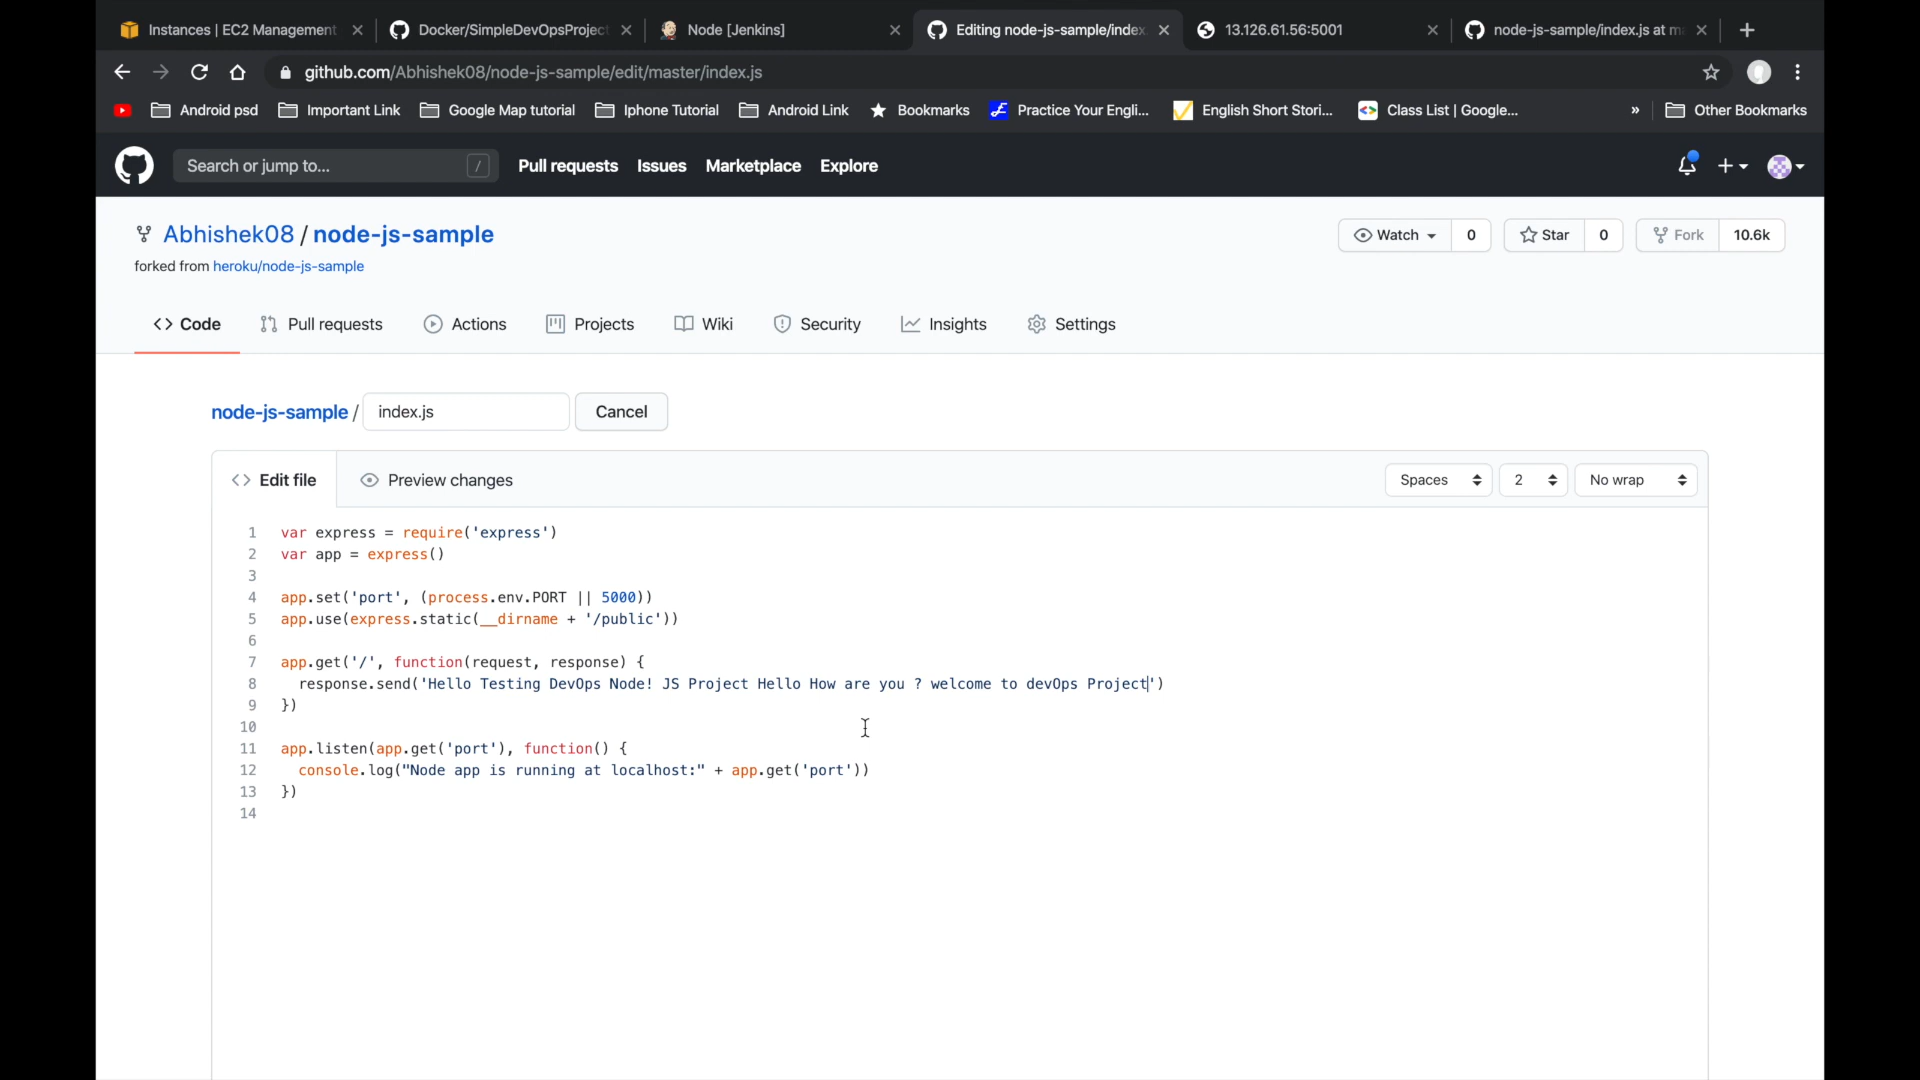 Instances | EC2 Management
Docker/SimpleDevOpsProject
Node [Jenkins]
Editing node-js-sample/index.
13.126.61.56:5001
node-js-sample/index.js at
github.com/Abhishek08/node-js-sample/edit/master/index.js
Android psd
Important Link
Google Map tutorial
Iphone Tutorial
Android Link
Bookmarks
Practice Your Engli...
English Short Stori...
Class List | Google...
»
Other Bookmarks
Search or jump to...
/
Pull requests
Issues
Marketplace
Explore
Abhishek08 / node-js-sample
Watch 0
Star 0
Fork 10.6k
forked from heroku/node-js-sample
Code
Pull requests
Actions
Projects
Wiki
Security
Insights
Settings
node-js-sample / index.js
Cancel
<> Edit file
Preview changes
Spaces
2
No wrap
1 var express = require('express')
2 var app = express()
3
4 app.set('port', (process.env.PORT || 5000))
5 app.use(express.static(__dirname + '/public'))
6
7 app.get('/', function(request, response) {
8 response.send('Hello Testing DevOps Node! JS Project Hello How are you ? welcome to devOps Project')
9 })
10
11 app.listen(app.get('port'), function() {
12 console.log("Node app is running at localhost:" + app.get('port'))
13 })
14